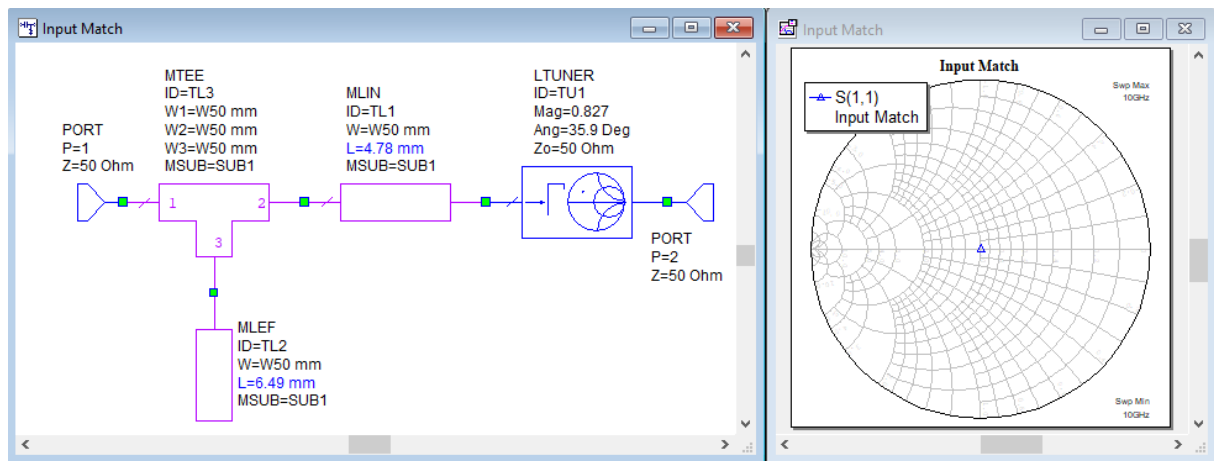 Input Match
PORT
P=1
Z=50 Ohm
MTEE
ID=TL3
W1=W50 mm
W2=W50 mm
W3=W50 mm
MSUB=SUB1
1
2
3
MLIN
ID=TL1
W=W50 mm
L=4.78 mm
MSUB=SUB1
LTUNER
ID=TU1
Mag=0.827
Ang=35.9 Deg
Zo=50 Ohm
PORT
P=2
Z=50 Ohm
MLEF
ID=TL2
W=W50 mm
L=6.49 mm
MSUB=SUB1
Input Match
Input Match
Swp Max
10GHz
S(1,1)
Input Match
Swp Min
10GHz